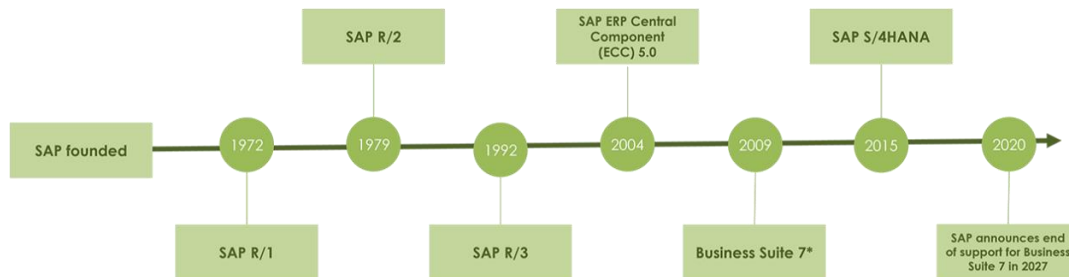 SAP R/2
SAP ERP Central
Component
(ECC) 5.0
SAP S/4HANA
SAP founded
1972
1979
1992
2004
2009
2015
2020
SAP R/1
SAP R/3
Business Suite 7*
SAP announces end
of support for Business
Suite 7 in 2027